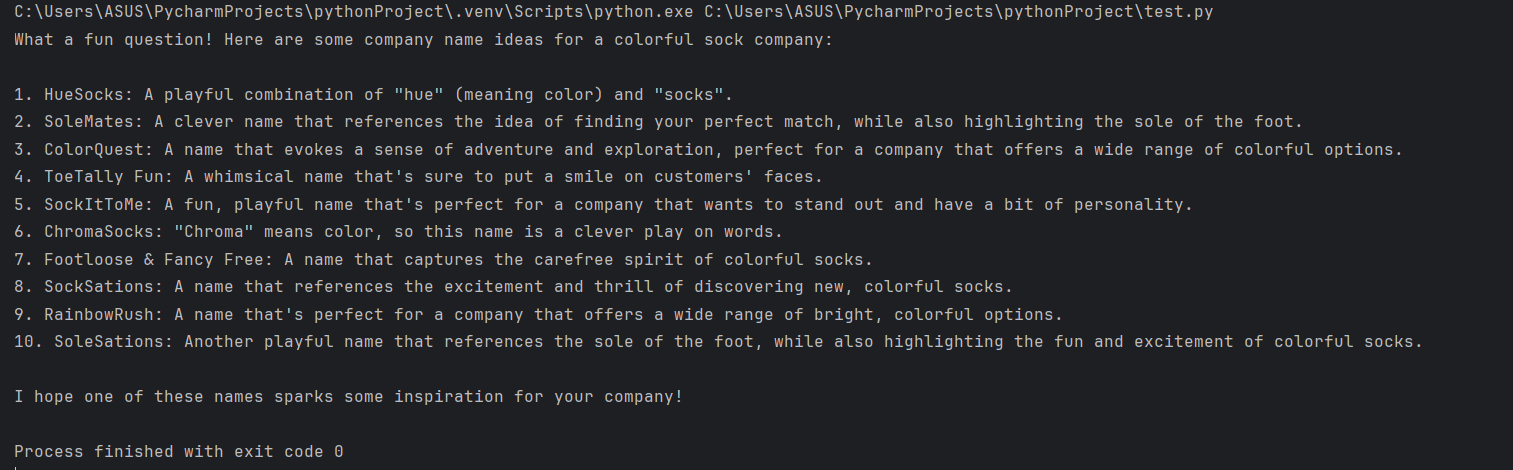 C:\Users\ASUS\PycharmProjects\pythonProject\.venv\Scripts\python.exe C:\Users\ASUS\PycharmProjects\pythonProject\test.py
What a fun question! Here are some company name ideas for a colorful sock company:
1. HueSocks: A playful combination of "hue" (meaning color) and "socks".
2. SoleMates: A clever name that references the idea of finding your perfect match, while also highlighting the sole of the foot.
3. ColorQuest: A name that evokes a sense of adventure and exploration, perfect for a company that offers a wide range of colorful options.
4. ToeTally Fun: A whimsical name that's sure to put a smile on customers' faces.
5. SockItToMe: A fun, playful name that's perfect for a company that wants to stand out and have a bit of personality.
6. ChromaSocks: "Chroma" means color, so this name is a clever play on words.
7. Footloose & Fancy Free: A name that captures the carefree spirit of colorful socks.
8. SockSations: A name that references the excitement and thrill of discovering new, colorful socks.
9. RainbowRush: A name that's perfect for a company that offers a wide range of bright, colorful options.
10. SoleSations: Another playful name that references the sole of the foot, while also highlighting the fun and excitement of colorful socks.
I hope one of these names sparks some inspiration for your company!
Process finished with exit code 0